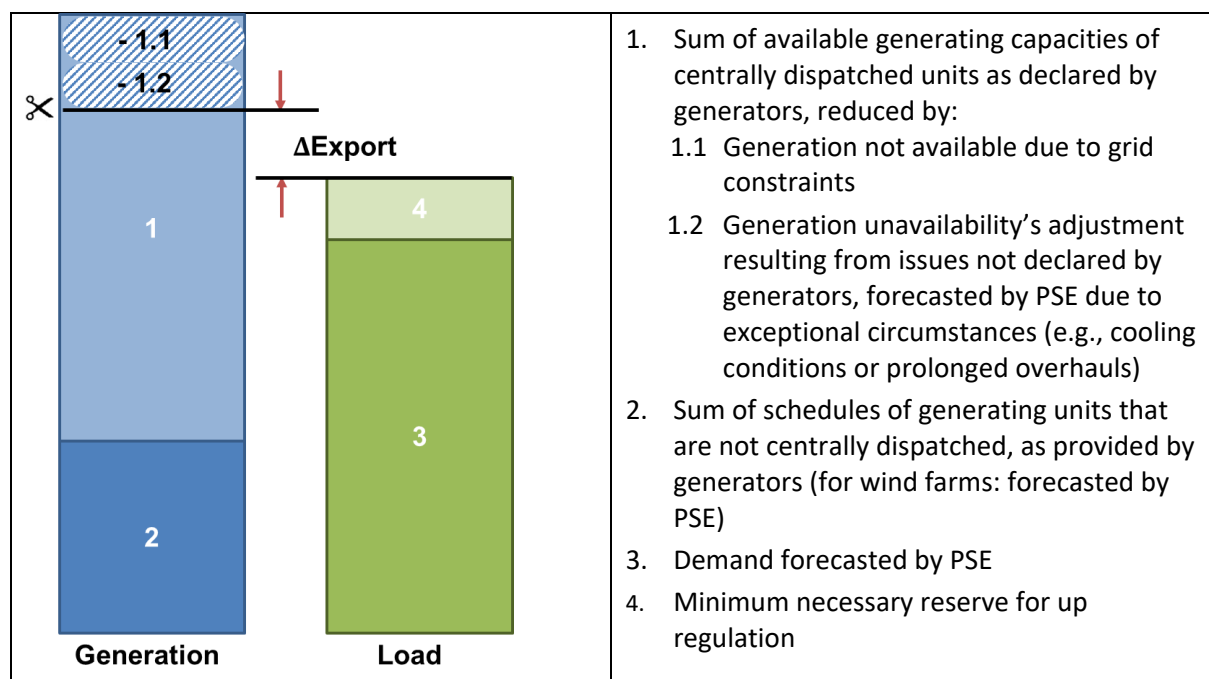 - 1.1
- 1.2
ΔExport
1
4
3
2
Generation
Load
1. Sum of available generating capacities of
centrally dispatched units as declared by
generators, reduced by:
1.1 Generation not available due to grid
constraints
1.2 Generation unavailability’s adjustment
resulting from issues not declared by
generators, forecasted by PSE due to
exceptional circumstances (e.g., cooling
conditions or prolonged overhauls)
2. Sum of schedules of generating units that
are not centrally dispatched, as provided by
generators (for wind farms: forecasted by
PSE)
3. Demand forecasted by PSE
4. Minimum necessary reserve for up
regulation